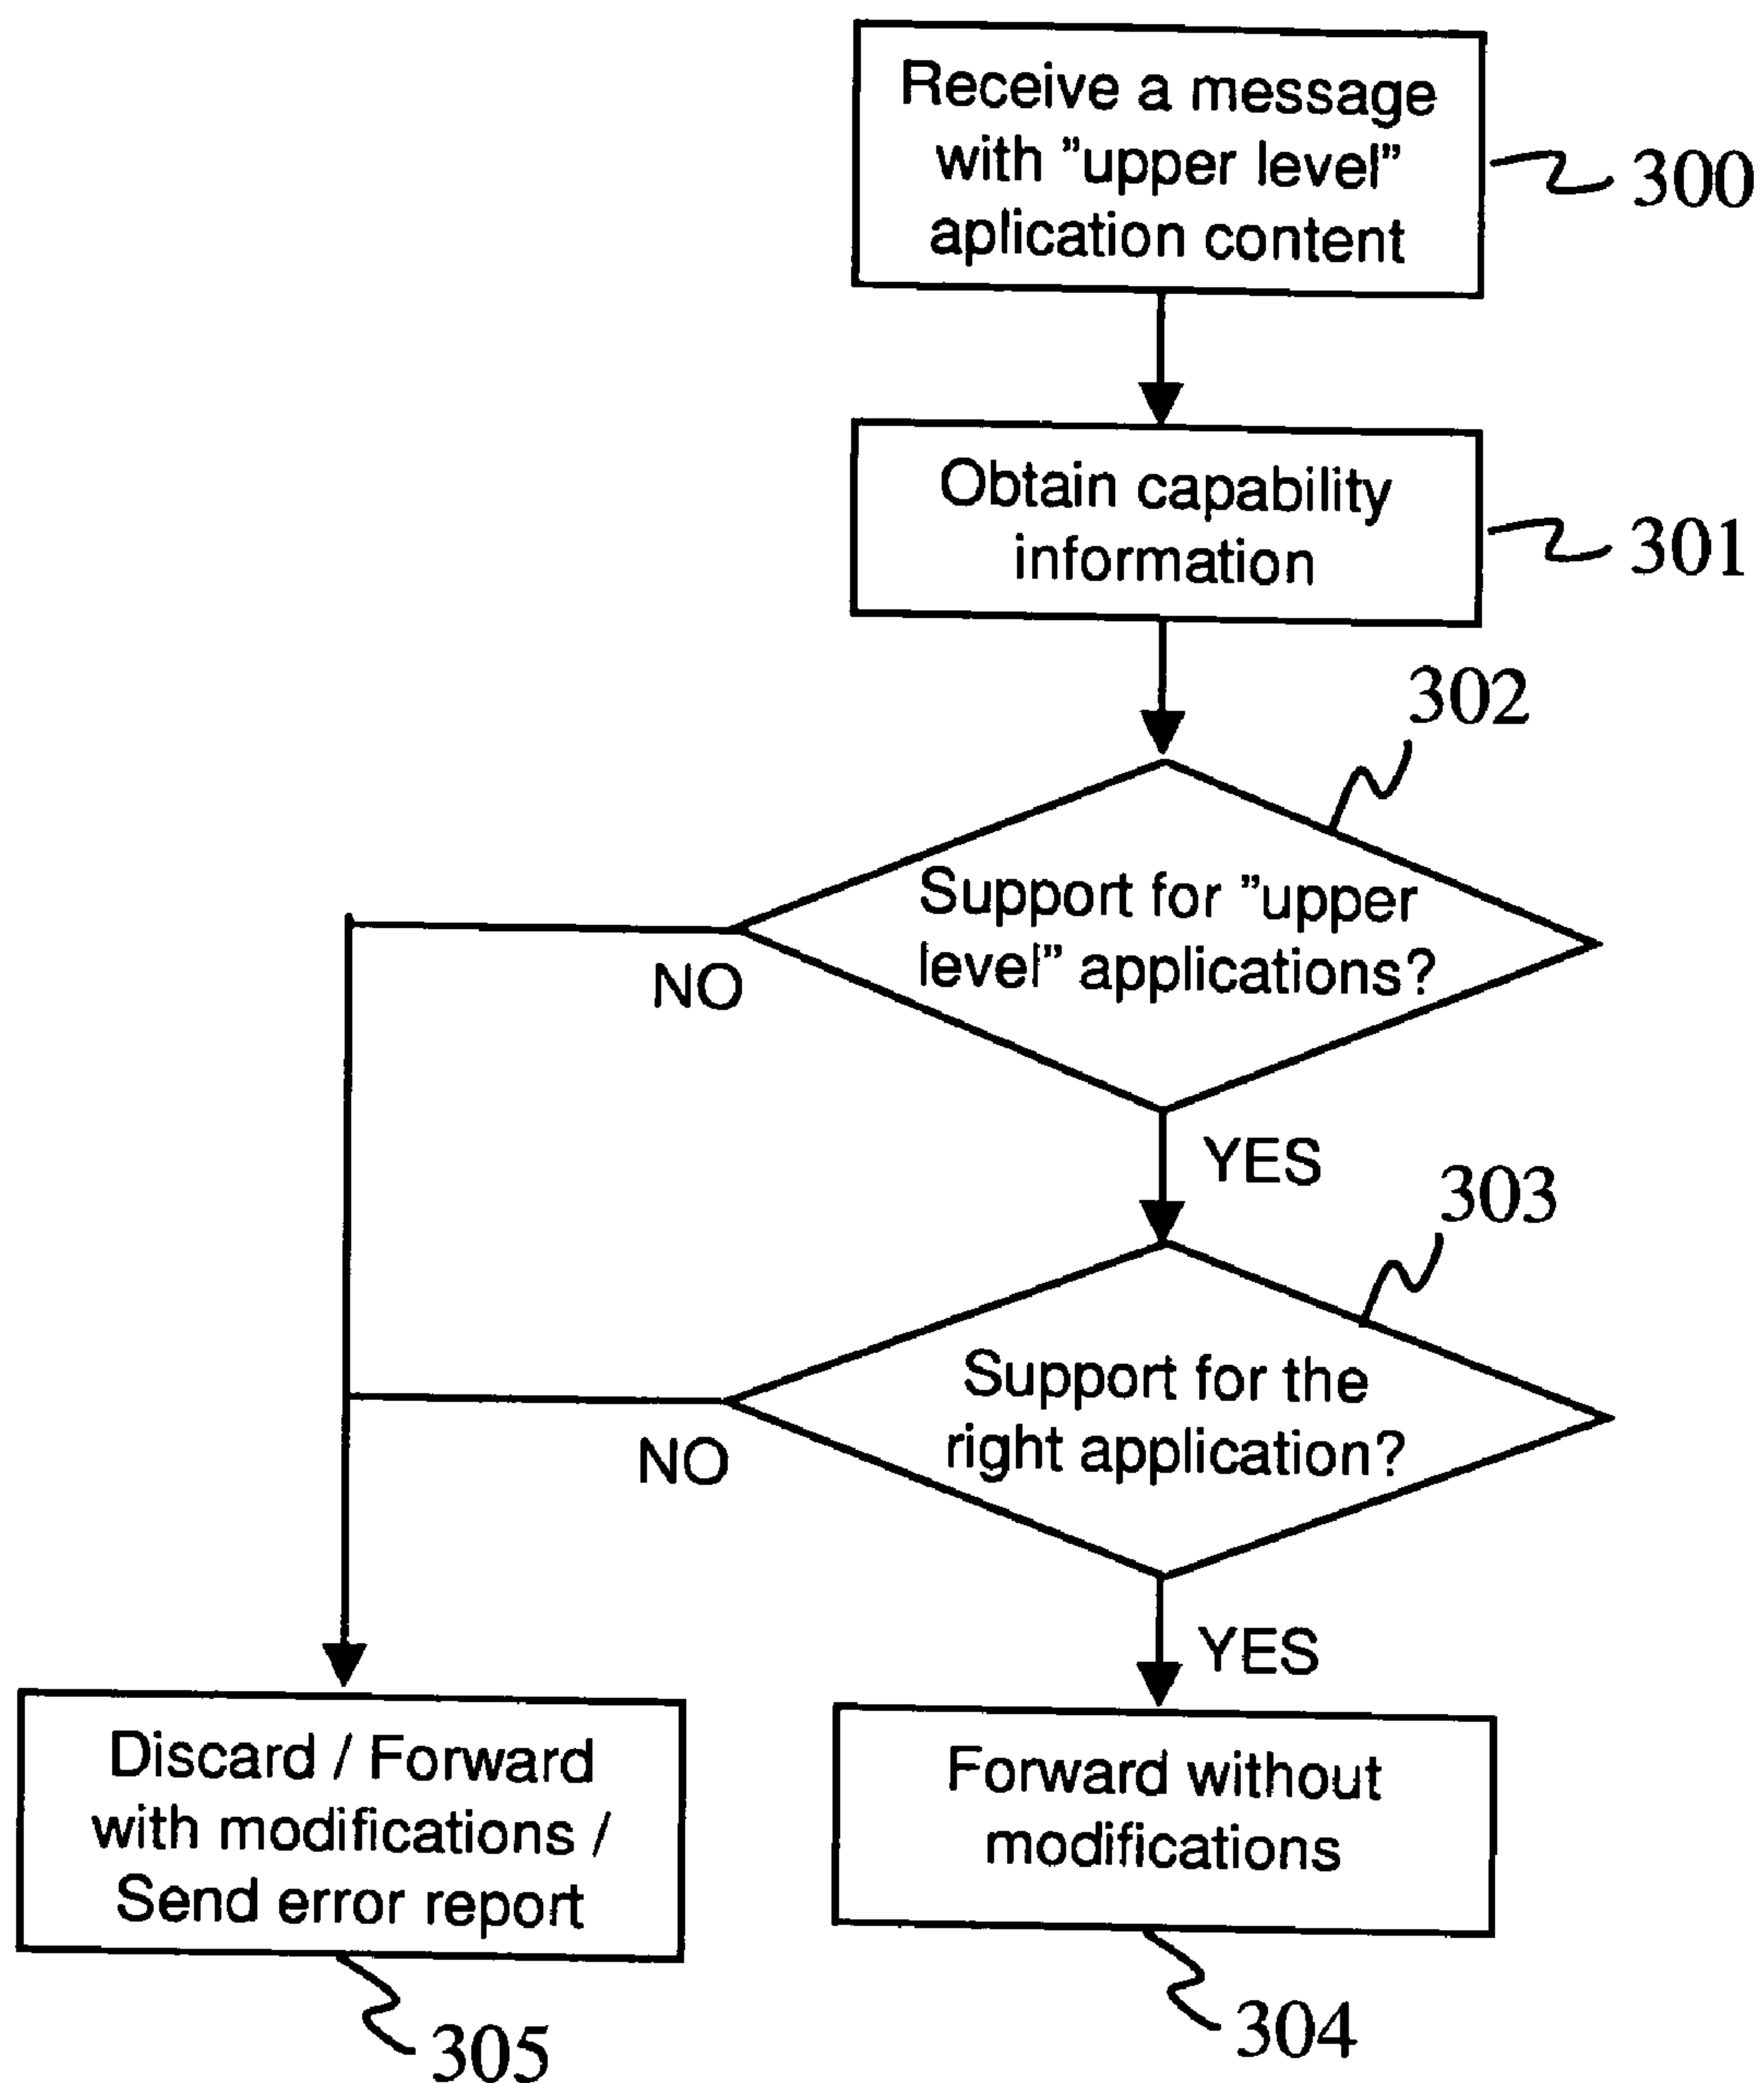 Receive a message
with ”upper level”
aplication content
300
Obtain capability
information
301
302
Support for ”upper
level” applications?
NO
YES
303
Support for the
right application?
NO
YES
Discard / Forward
with modifications /
Send error report
305
Forward without
modifications
304